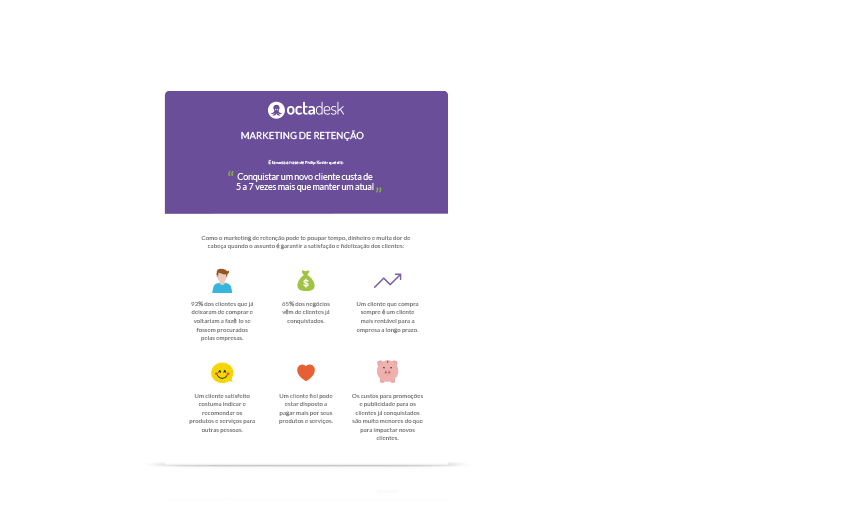 octadesk
MARKETING DE RETENÇÃO
É famosa a frase de Philip Kotler que diz:
“ Conquistar um novo cliente custa de
5 a 7 vezes mais que manter um atual ”
Como o marketing de retenção pode te poupar tempo, dinheiro e muita dor de
cabeça quando o assunto é garantir a satisfação e fidelização dos clientes:
92% dos clientes que já
deixaram de comprar e
voltariam a fazê-lo se
fossem procurados
pelas empresas.
65% dos negócios
vêm de clientes já
conquistados.
Um cliente que compra
sempre é um cliente
mais rentável para a
empresa a longo prazo.
Um cliente satisfeito
costuma indicar e
recomendar os
produtos e serviços para
outras pessoas.
Um cliente fiel pode
estar disposto a
pagar mais por seus
produtos e serviços.
Os custos para promoções
e publicidade para os
clientes já conquistados
são muito menores do que
para impactar novos
clientes.